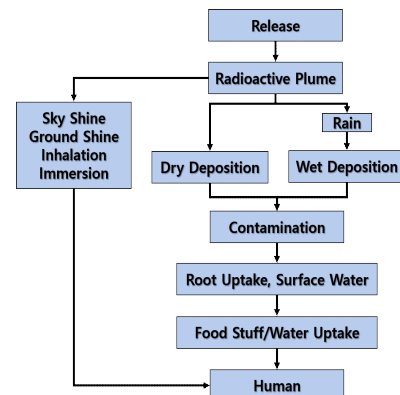 Release
Radioactive Plume
Sky Shine
Ground Shine
Inhalation
Immersion
Rain
Dry Deposition
Wet Deposition
Contamination
Root Uptake, Surface Water
Food Stuff/Water Uptake
Human